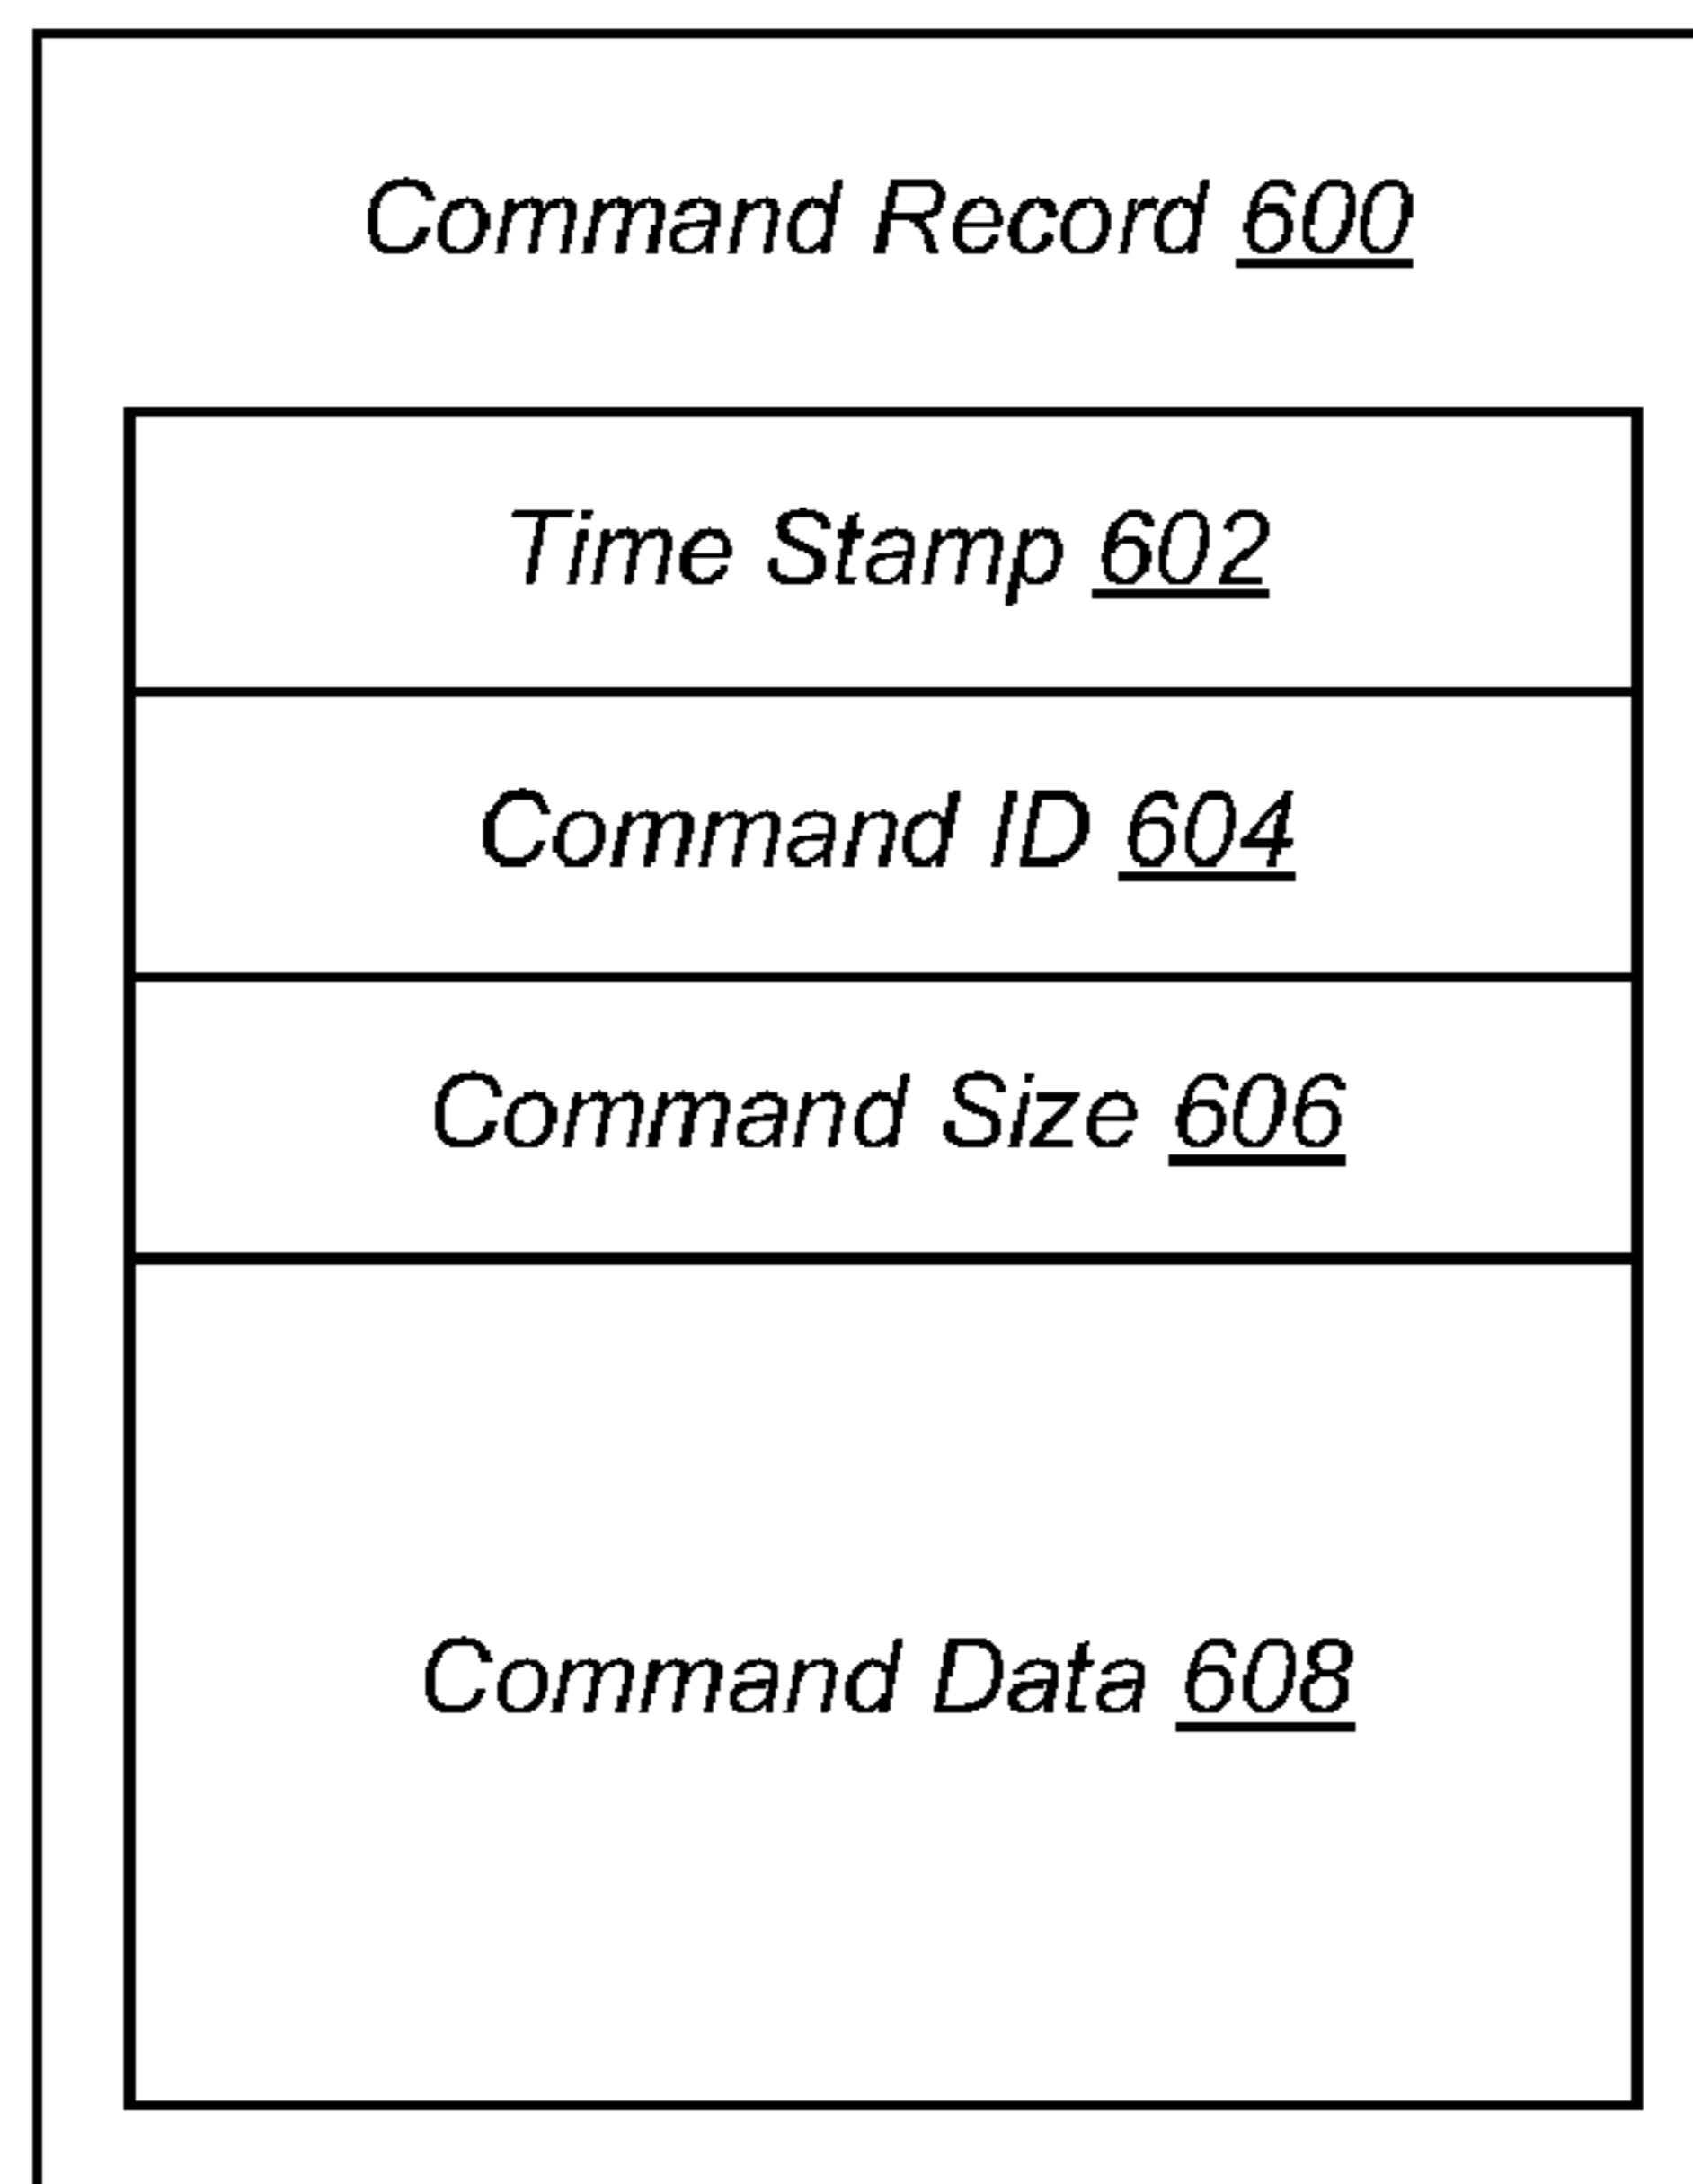 Command Record 600
Time Stamp 602
Command ID 604
Command Size 606
Command Data 608